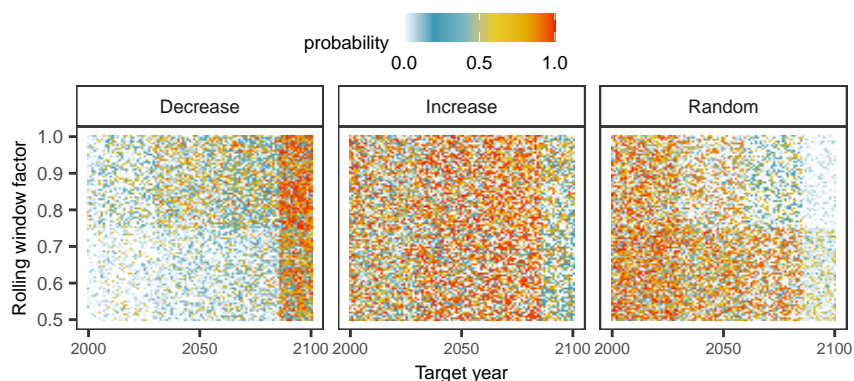 probability
0.0 0.5 1.0
Decrease Increase Random
Rolling window factor
1.0
0.9
0.8
0.7
0.6
0.5
2000 2050 2100 2000 2050 2100 2000 2050 2100
Target year